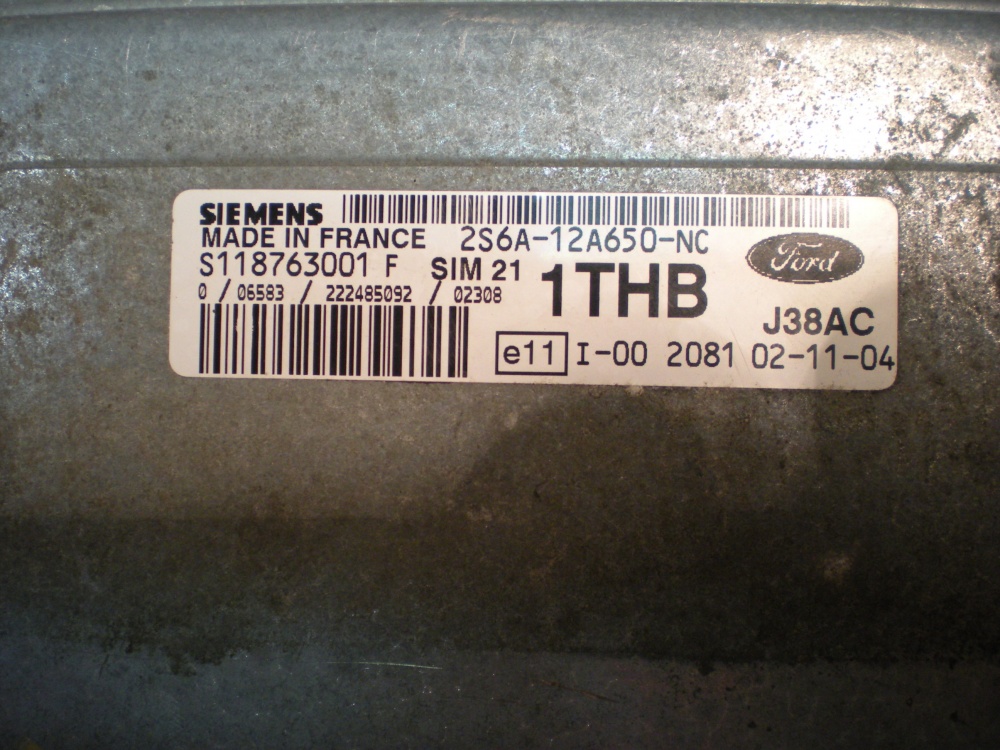 SIEMENS
MADE IN FRANCE 2S6A-12A650-NC
S118763001 F SIM 21 1THB Ford
0 / 06583 / 222485092 / 02308
J38AC
e11 I-00 2081 02-11-04